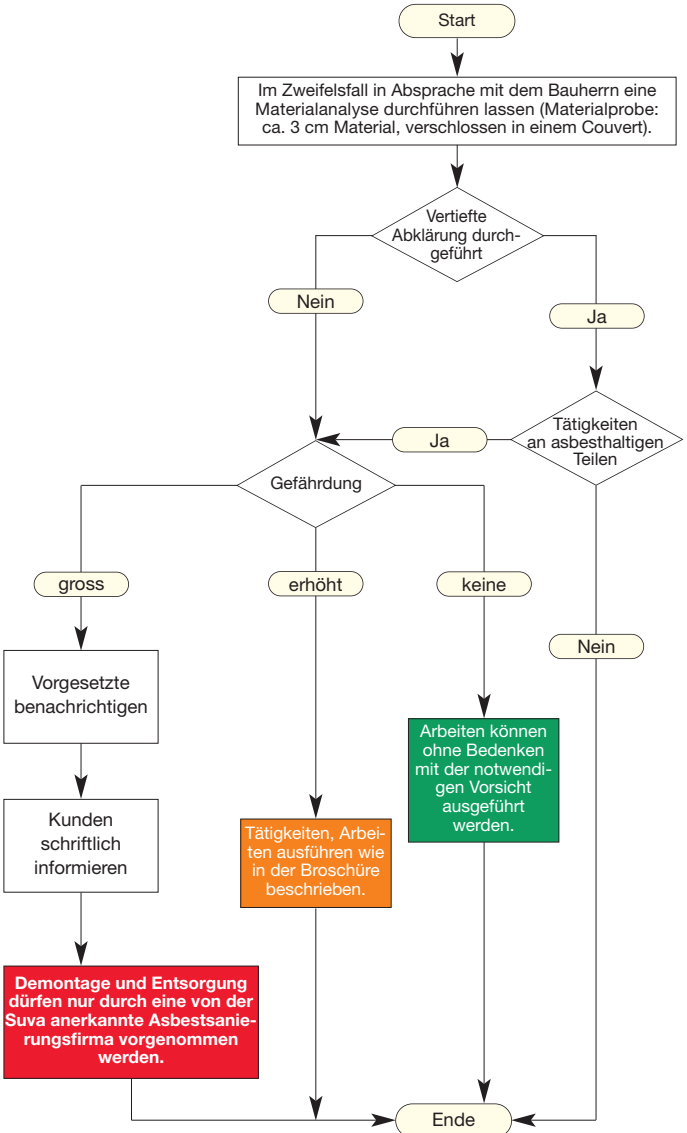 Start
Im Zweifelsfall in Absprache mit dem Bauherrn eine
Materialanalyse durchführen lassen (Materialprobe:
ca. 3 cm Material, verschlossen in einem Couvert).
Vertiefte
Abklärung durch-
geführt
Nein
Ja
Tätigkeiten
an asbesthaltigen
Teilen
Ja
Gefährdung
gross
erhöht
keine
Nein
Vorgesetzte
benachrichtigen
Arbeiten können
ohne Bedenken
mit der notwendi-
gen Vorsicht
ausgeführt
werden.
Kunden
schriftlich
informieren
Tätigkeiten, Arbei-
ten ausführen wie
in der Broschüre
beschrieben.
Demontage und Entsorgung
dürfen nur durch eine von der
Suva anerkannte Asbestsanie-
rungsfirma vorgenommen
werden.
Ende